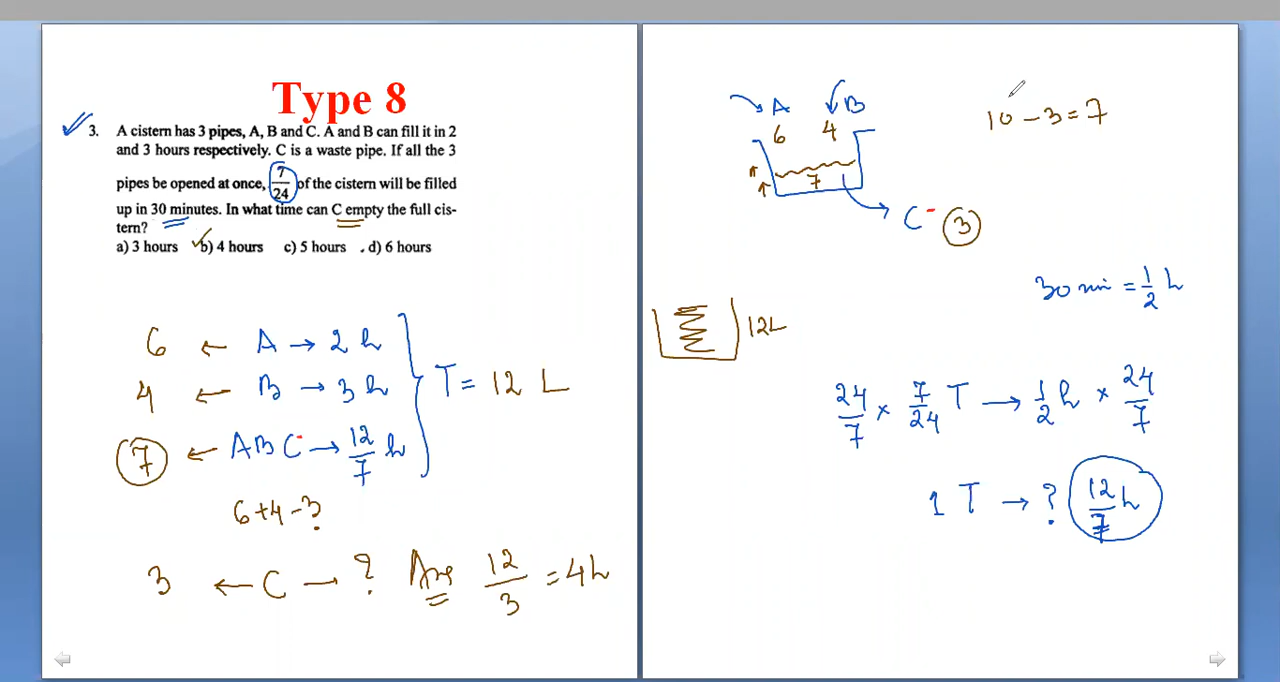 Type 8
3. A cistern has 3 pipes, A, B and C. A and B can fill it in 2
and 3 hours respectively. C is a waste pipe. If all the 3
pipes be opened at once, 7/24 of the cistern will be filled
up in 30 minutes. In what time can C empty the full cis-
tern?
a) 3 hours b) 4 hours c) 5 hours . d) 6 hours
6 ← A → 2 h
4 ← B → 3 h
T = 12 L
7 ← A B C⁻ → 12/7 h
6 + 4 - 3
?
3 ← C → ? Ans 12/3 = 4h
A B
6 4
7
C⁻ 3
10 - 3 = 7
30 min = 1/2 h
12L
24/7 × 7/24 T → 1/2 h × 24/7
1 T → ? 12/7 h